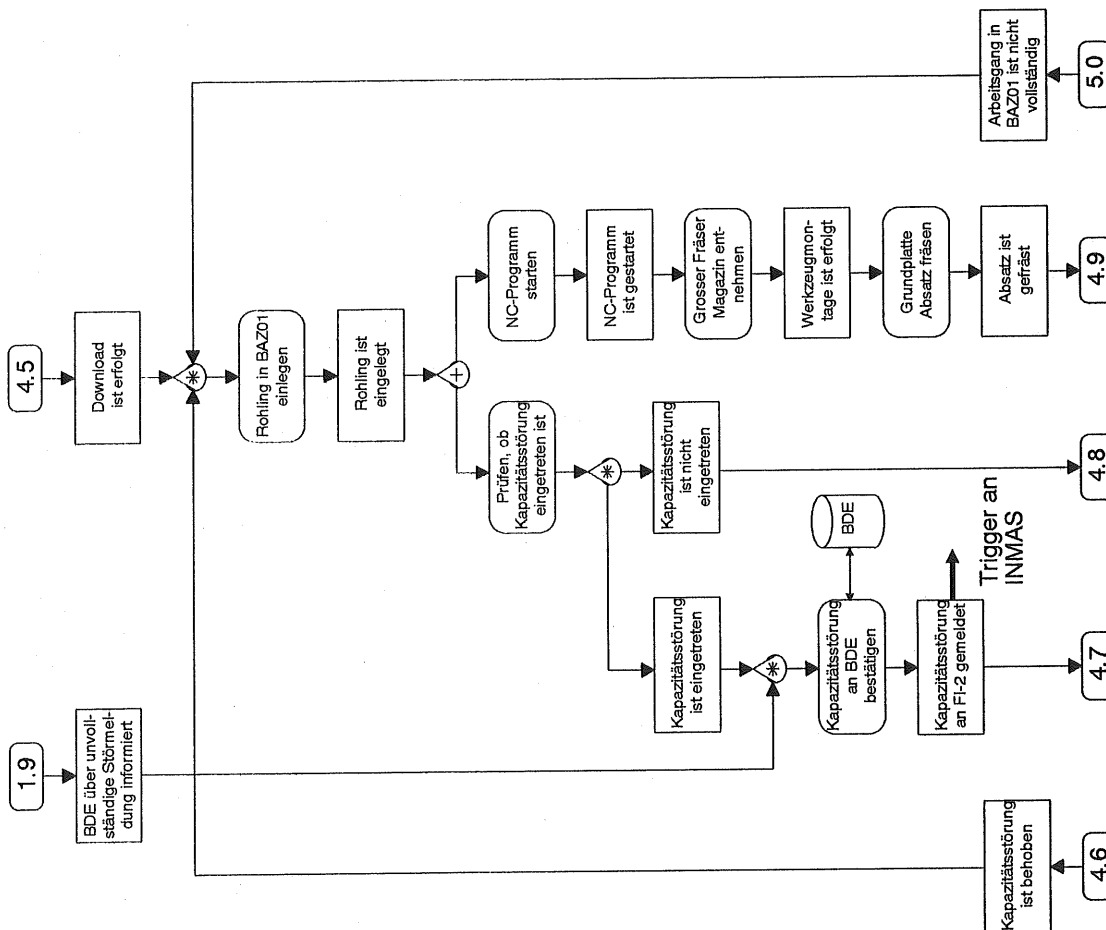 1.9
BDE über unvoll-
ständige Störmel-
dung informiert
4.5
Download
ist erfolgt
*
Rohling in BAZ01
einlegen
Rohling ist
eingelegt
+
Prüfen, ob
Kapazitätsstörung
eingetreten ist
*
Kapazitätsstörung
ist eingetreten
*
Kapazitätsstörung
an BDE
bestätigen
BDE
Kapazitätsstörung
an FI-2 gemeldet
Trigger an
INMAS
4.7
Kapazitätsstörung
ist nicht
eingetreten
4.8
NC-Programm
starten
NC-Programm
ist gestartet
Grosser Fräser
Magazin ent-
nehmen
Werkzeugmon-
tage ist erfolgt
Grundplatte
Absatz fräsen
Absatz ist
gefräst
4.9
Kapazitätsstörung
ist behoben
4.6
Arbeitsgang in
BAZ01 ist nicht
vollständig
5.0